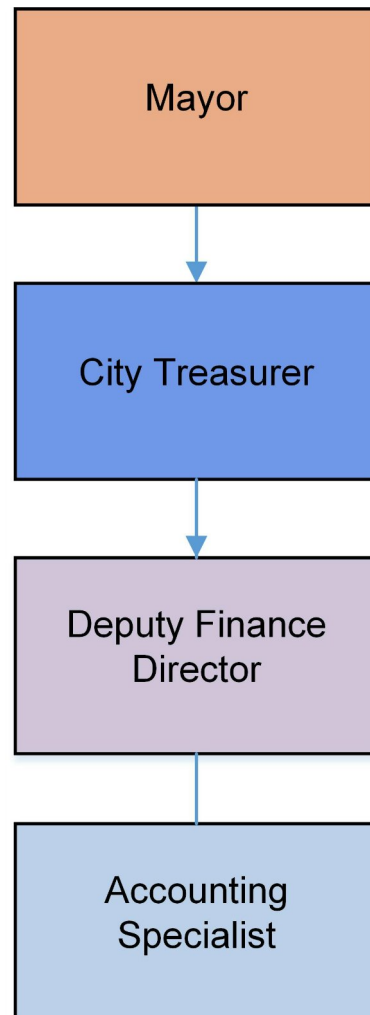 Mayor
City Treasurer
Deputy Finance
Director
Accounting
Specialist